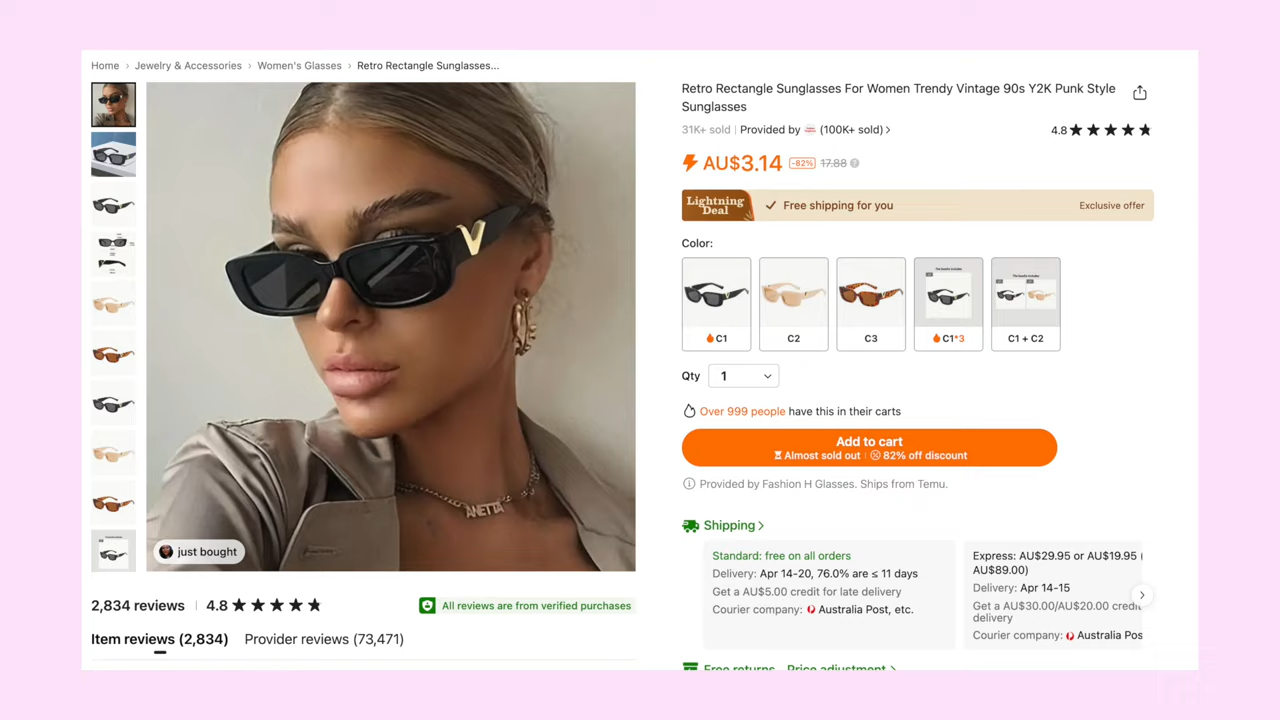 Home › Jewelry & Accessories › Women's Glasses › Retro Rectangle Sunglasses...
Retro Rectangle Sunglasses For Women Trendy Vintage 90s Y2K Punk Style
Sunglasses
31K+ sold | Provided by (100K+ sold) ›
4.8
AU$3.14 -82% 17.88
Lightning
Deal
Free shipping for you
Exclusive offer
Color:
C1
C2
C3
C1*3
C1 + C2
Qty 1
Over 999 people have this in their carts
Add to cart
Almost sold out | 82% off discount
Provided by Fashion H Glasses. Ships from Temu.
Shipping ›
Standard: free on all orders
Delivery: Apr 14-20, 76.0% are ≤ 11 days
Get a AU$5.00 credit for late delivery
Courier company: Australia Post, etc.
Express: AU$29.95 or AU$19.95 (
AU$89.00)
Delivery: Apr 14-15
Get a AU$30.00/AU$20.00 credit
delivery
Courier company: Australia Pos
Free returns Price adjustment ›
V
ANETTA
just bought
2,834 reviews | 4.8
All reviews are from verified purchases
Item reviews (2,834)
Provider reviews (73,471)